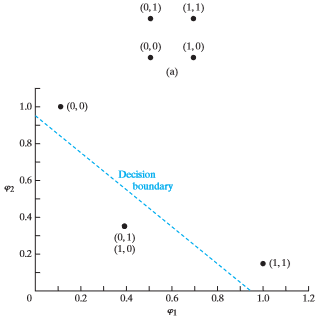 (0, 1) (1, 1)
(0, 0) (1, 0)
(a)
1.0
(0, 0)
0.8
Decision
boundary
φ2
0.6
0.4
(0, 1)
(1, 0)
0.2
(1, 1)
0 0.2 0.4 0.6 0.8 1.0 1.2
φ1